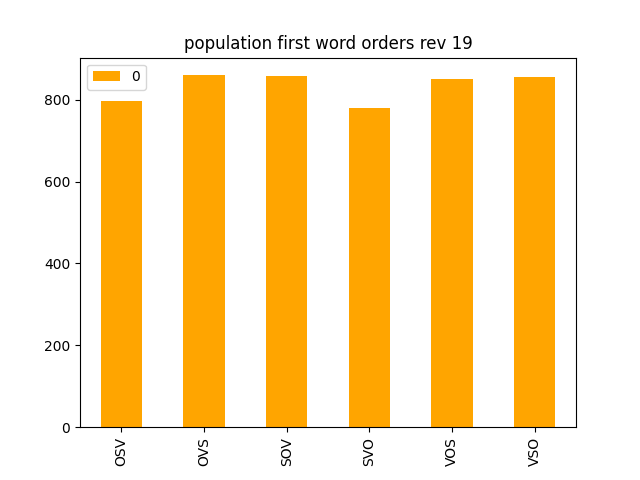 population first word orders rev 19
0
800
600
400
200
0
OSV
OVS
SOV
SVO
VOS
VSO